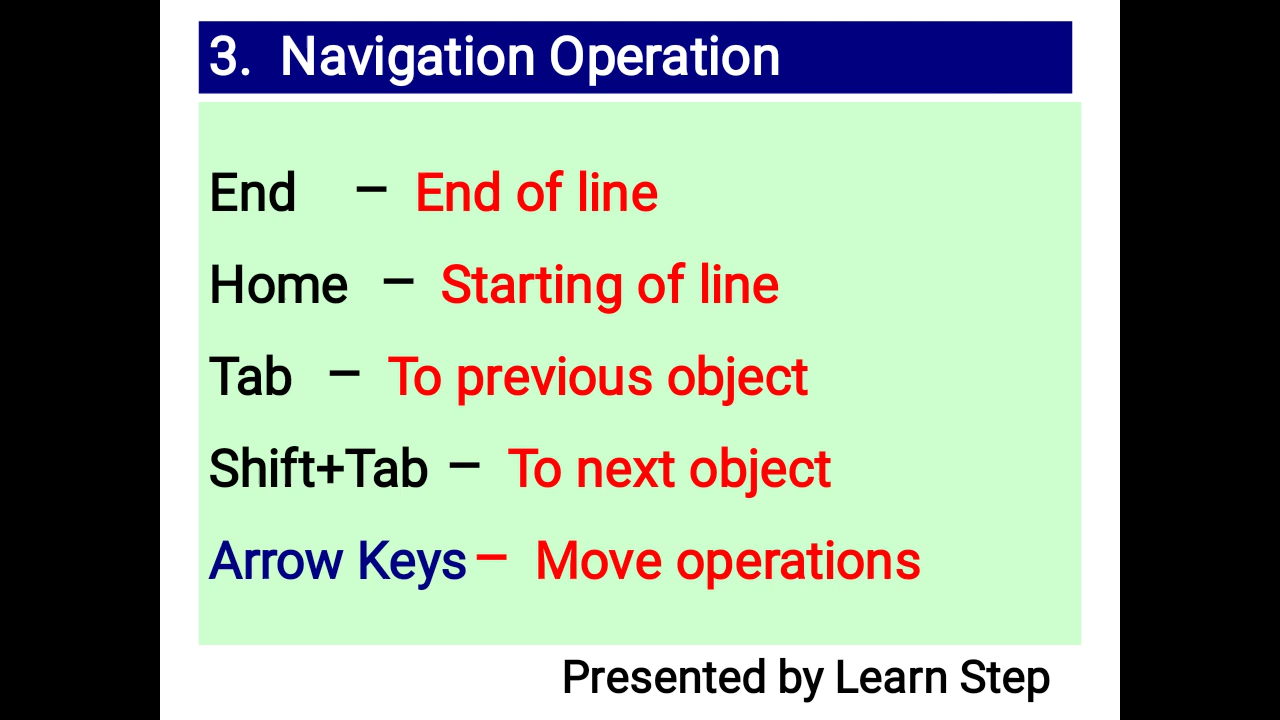 3. Navigation Operation
End – End of line
Home – Starting of line
Tab – To previous object
Shift+Tab – To next object
Arrow Keys – Move operations
Presented by Learn Step